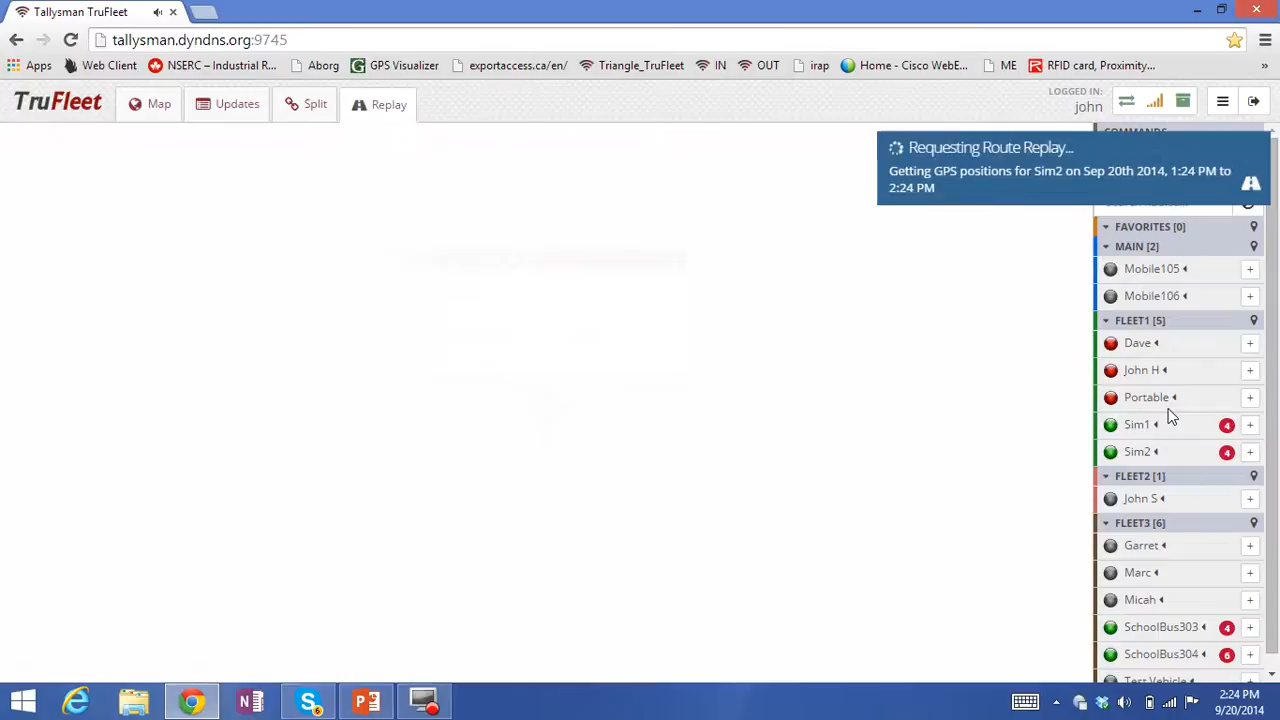 Tallysman TruFleet
tallysman.dyndns.org:9745
Apps Web Client NSERC – Industrial R... Aborg GPS Visualizer exportaccess.ca/en/ Triangle_TruFleet IN OUT irap Home - Cisco WebE... ME RFID card, Proximity... »
TruFleet Map Updates Split Replay
LOGGED IN:
john
Requesting Route Replay...
Getting GPS positions for Sim2 on Sep 20th 2014, 1:24 PM to
2:24 PM
FAVORITES [0]
MAIN [2]
Mobile105
Mobile106
FLEET1 [5]
Dave
John H
Portable
Sim1 4
Sim2 4
FLEET2 [1]
John S
FLEET3 [6]
Garret
Marc
Micah
SchoolBus303 4
SchoolBus304 6
Test Vehicle
6
2:24 PM
9/20/2014